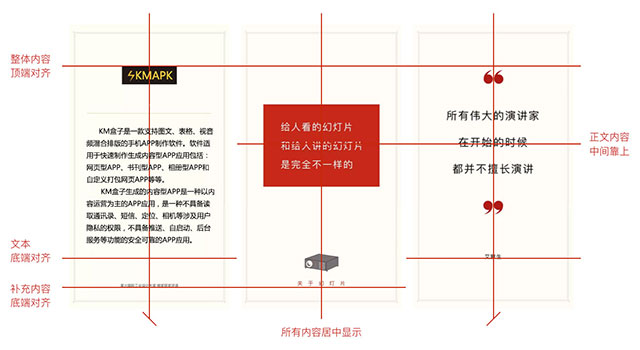 整体内容
顶端对齐
KMAPK
KM盒子是一款支持图文、表格、视音
频混合排版的手机APP制作软件。软件适
用于快速制作生成内容型APP应用包括：
网页型APP、书刊型APP、相册型APP和
自定义打包网页APP等等。
KM盒子生成的内容型APP是一种以内
容运营为主的APP应用，是一种不具备读
取通讯录、短信、定位、相机等涉及用户
隐私的权限，不具备推送、自启动、后台
服务等功能的安全可靠的APP应用。
给人看的幻灯片
和给人讲的幻灯片
是完全不一样的
关于幻灯片
所有伟大的演讲家
在开始的时候
都并不擅长演讲
正文内容
中间靠上
文本
底端对齐
补充内容
底端对齐
所有内容居中显示